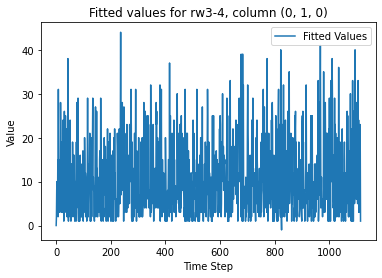 Fitted values for rw3-4, column (0, 1, 0)
Fitted Values
Value
40
30
20
10
0
0
200
400
600
800
1000
Time Step